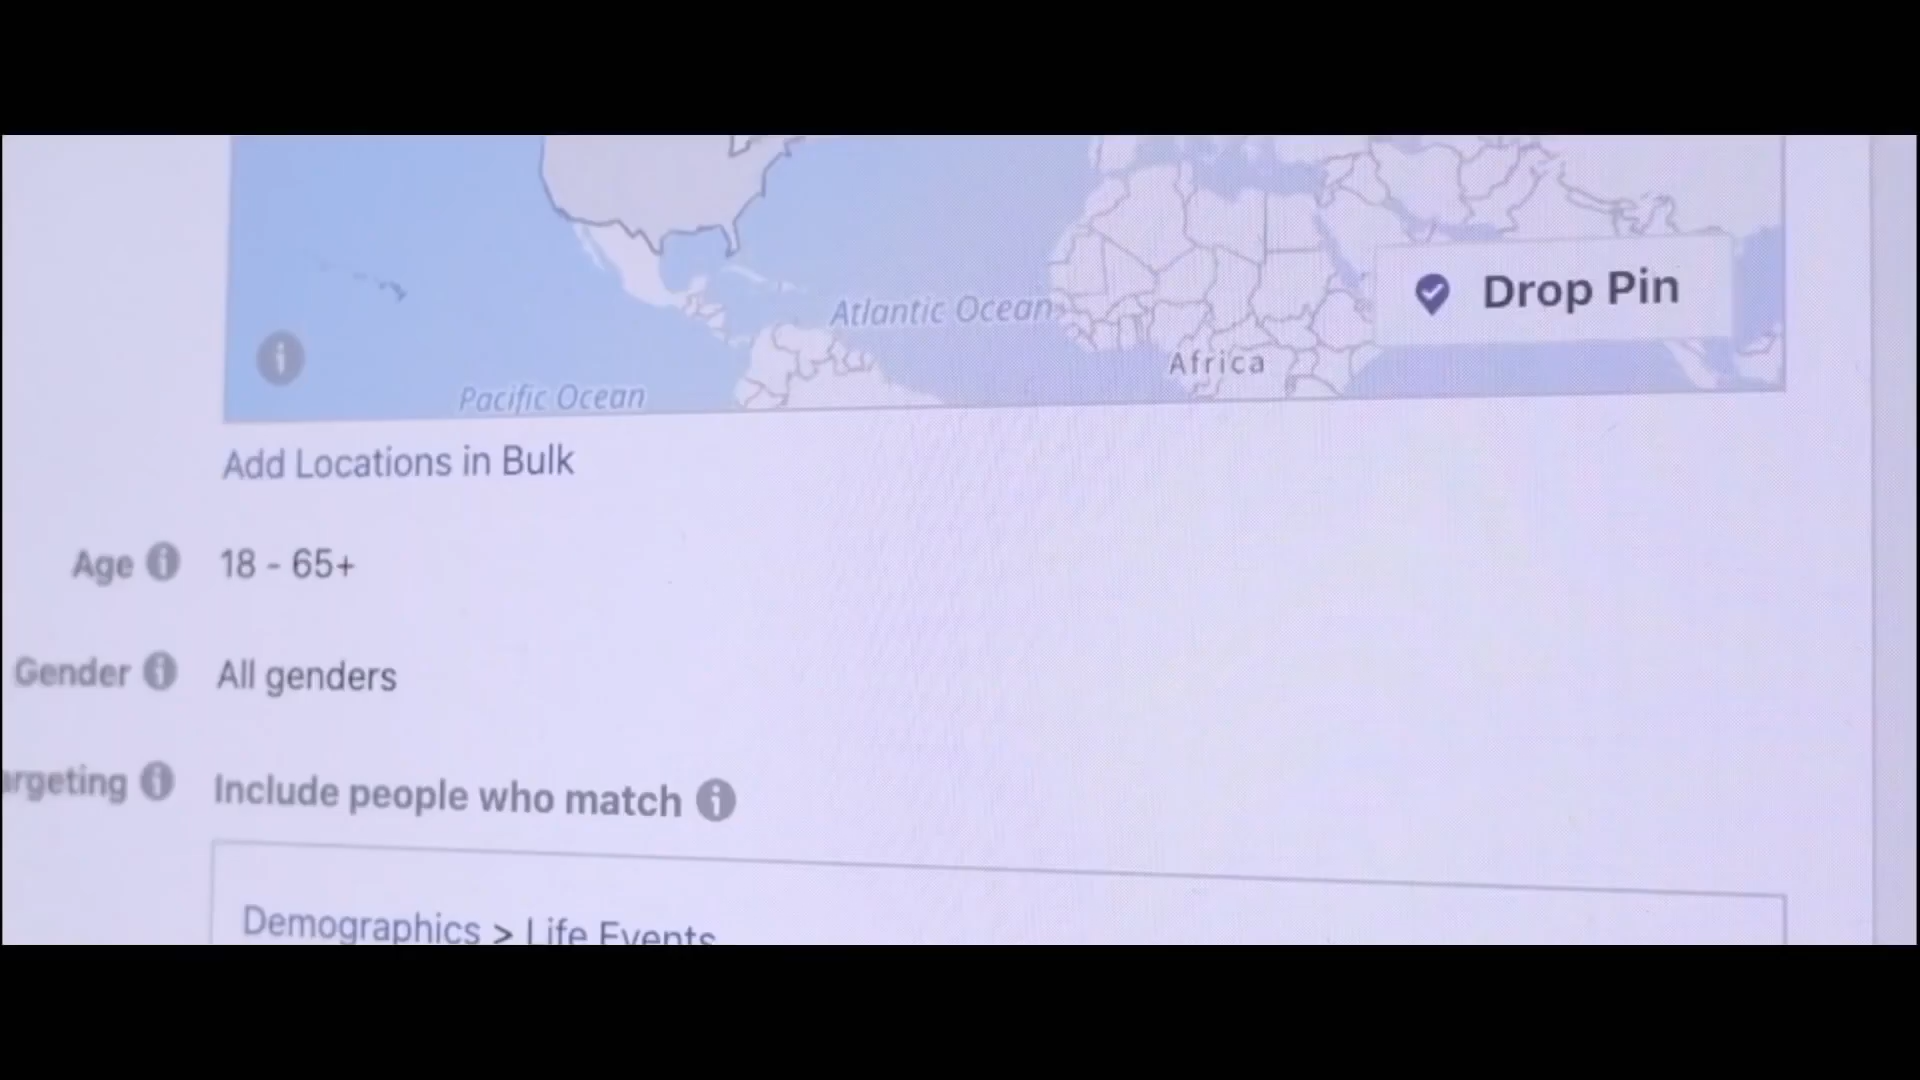 Atlantic Ocean
Drop Pin
Africa
Pacific Ocean
Add Locations in Bulk
Age 18 - 65+
Gender All genders
argeting Include people who match
Demographics > Life Events